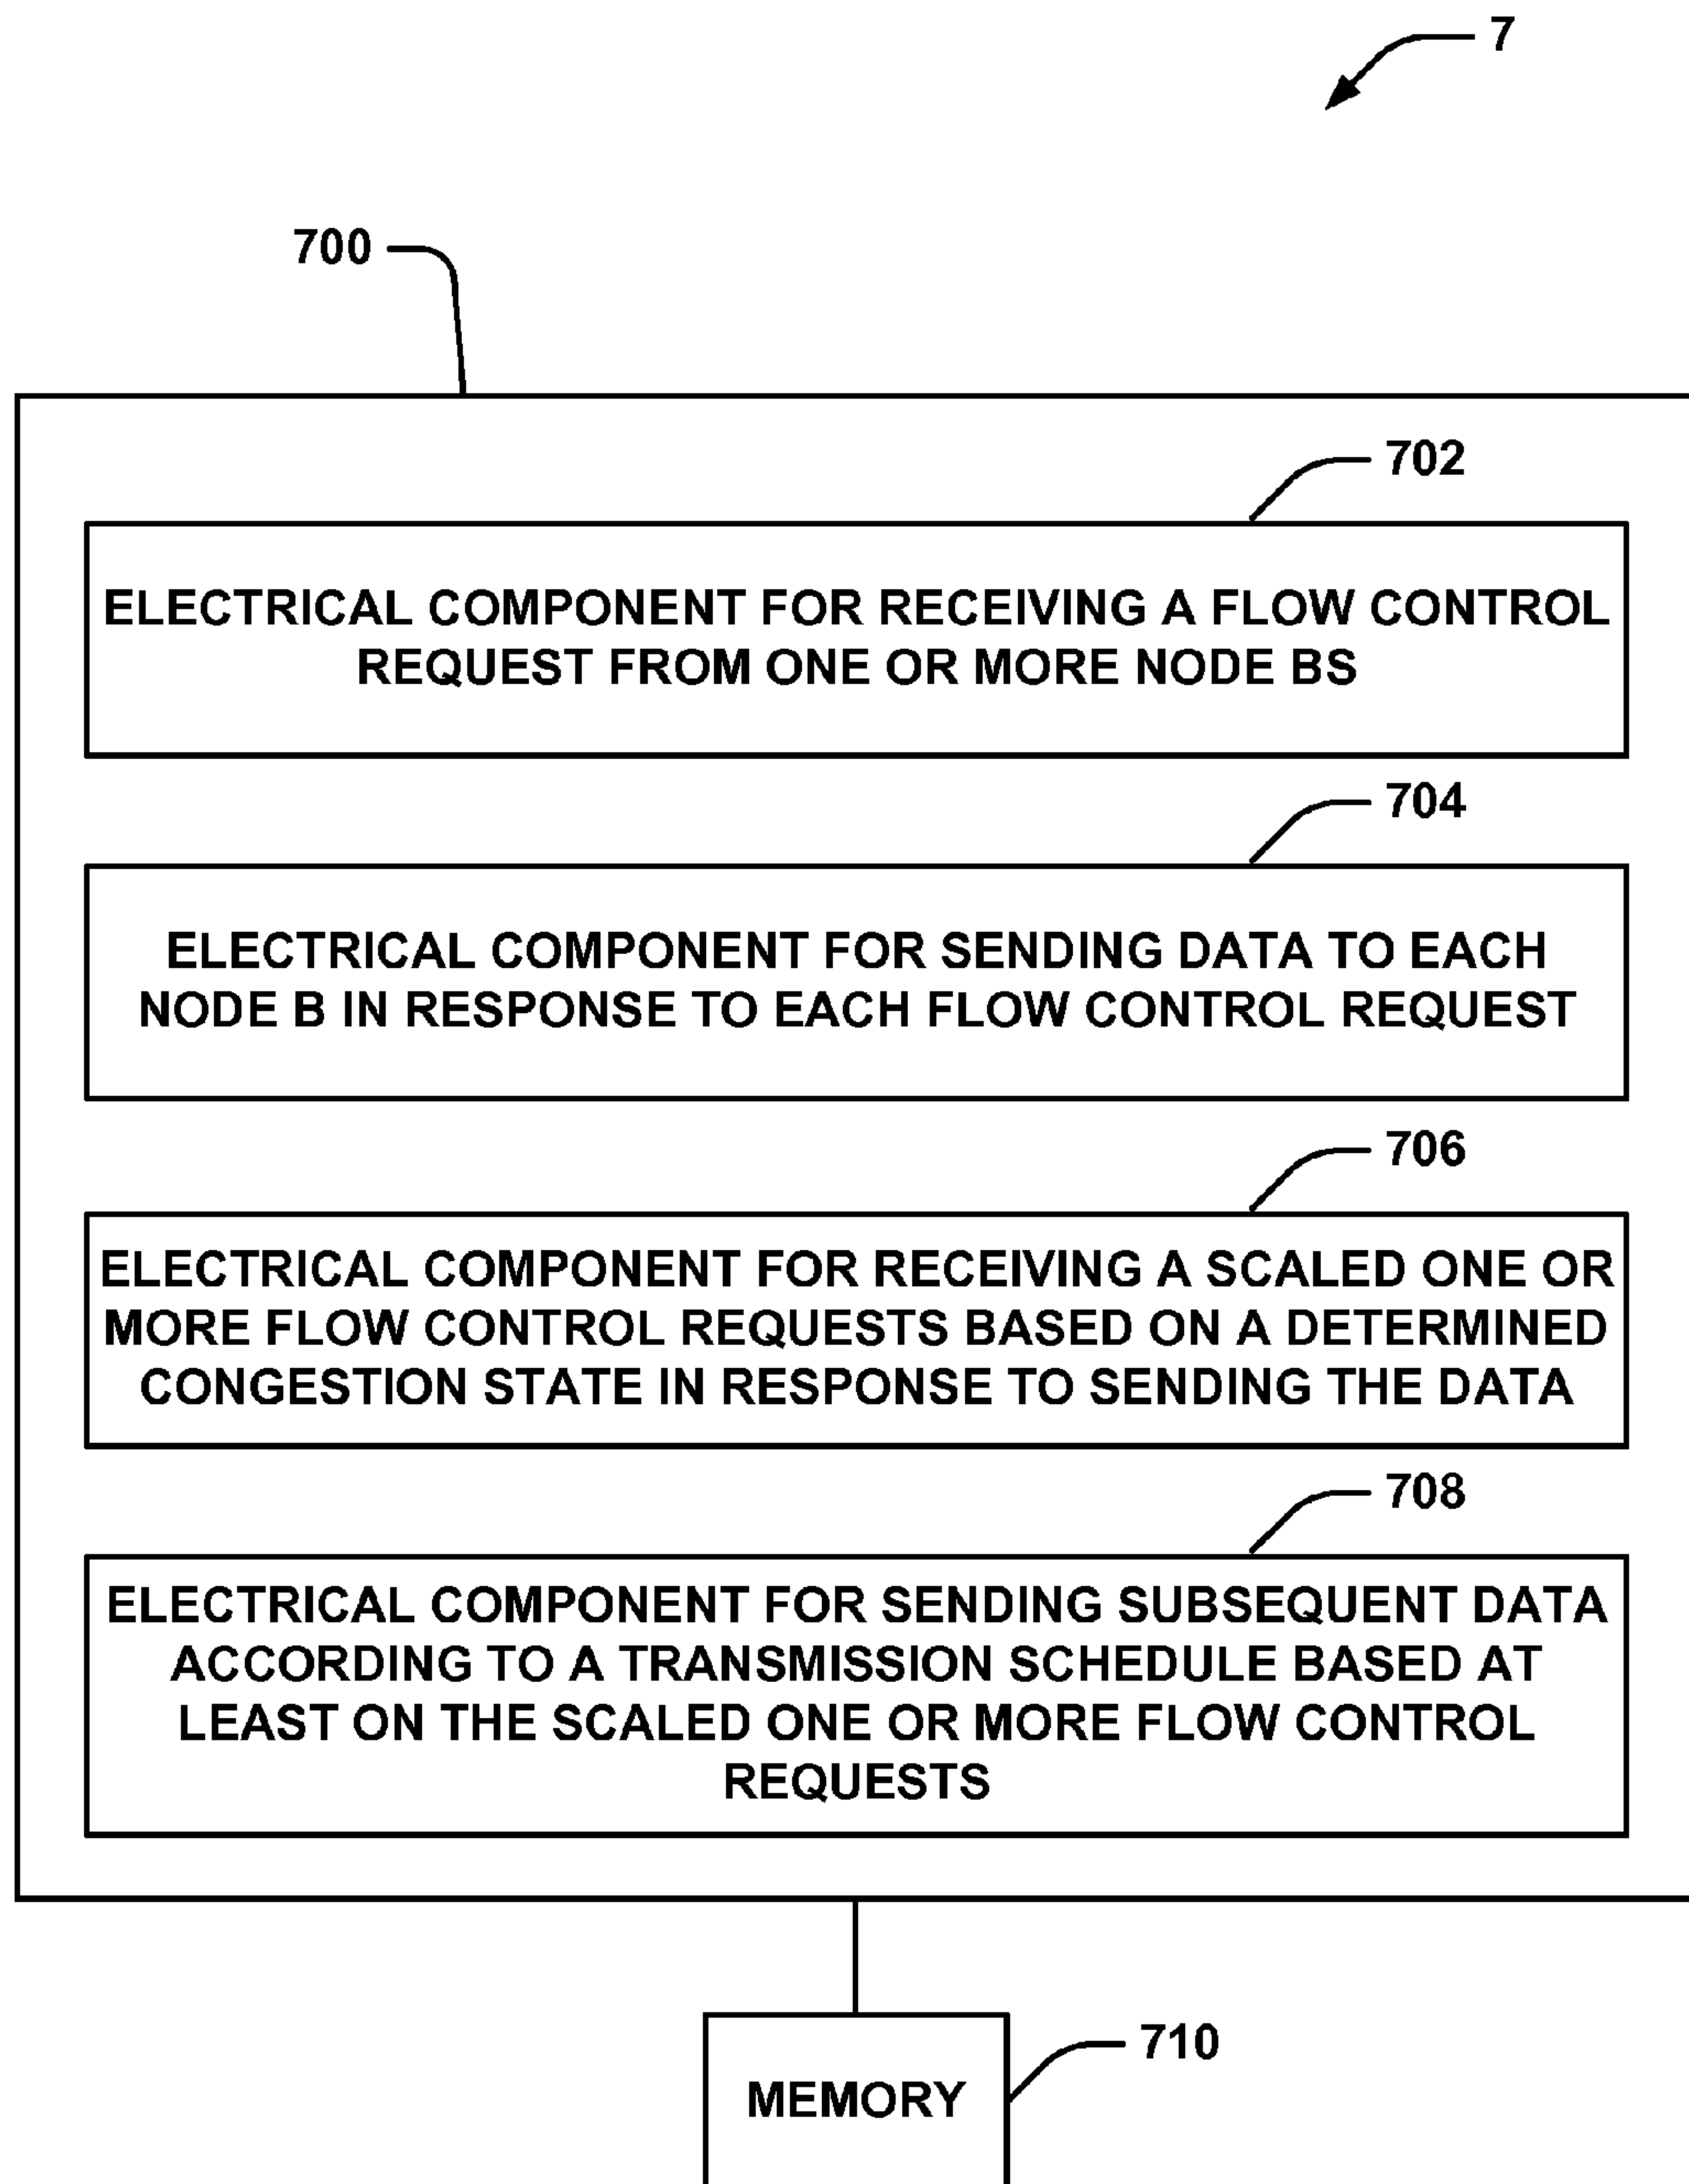 7
700
702
ELECTRICAL COMPONENT FOR RECEIVING A FLOW CONTROL
REQUEST FROM ONE OR MORE NODE BS
704
ELECTRICAL COMPONENT FOR SENDING DATA TO EACH
NODE B IN RESPONSE TO EACH FLOW CONTROL REQUEST
706
ELECTRICAL COMPONENT FOR RECEIVING A SCALED ONE OR
MORE FLOW CONTROL REQUESTS BASED ON A DETERMINED
CONGESTION STATE IN RESPONSE TO SENDING THE DATA
708
ELECTRICAL COMPONENT FOR SENDING SUBSEQUENT DATA
ACCORDING TO A TRANSMISSION SCHEDULE BASED AT
LEAST ON THE SCALED ONE OR MORE FLOW CONTROL
REQUESTS
710
MEMORY